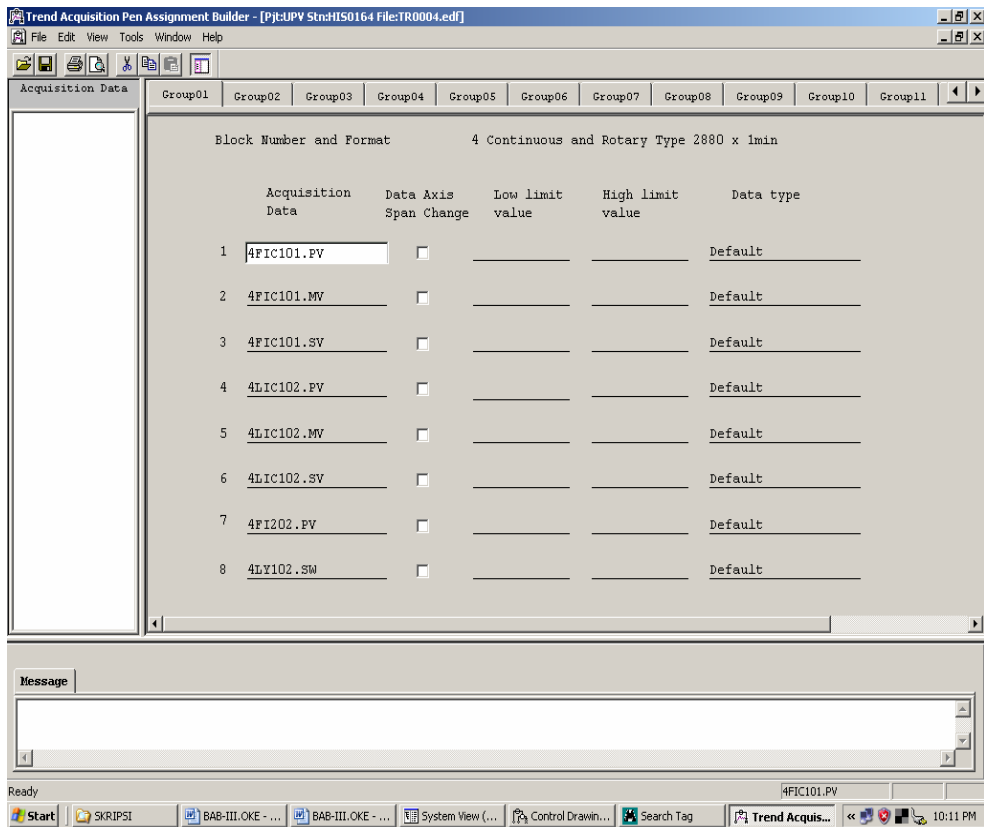 Trend Acquisition Pen Assignment Builder - [Pjt:UPV Stn:HIS0164 File:TR0004.edf]
File Edit View Tools Window Help
Acquisition Data
Group01 Group02 Group03 Group04 Group05 Group06 Group07 Group08 Group09 Group10 Group11
Block Number and Format 4 Continuous and Rotary Type 2880 x 1min
Acquisition Data Axis Low limit High limit Data type
Data Span Change value value
1 4FIC101.PV Default
2 4FIC101.MV Default
3 4FIC101.SV Default
4 4LIC102.PV Default
5 4LIC102.MV Default
6 4LIC102.SV Default
7 4FI202.PV Default
8 4LY102.SW Default
Message
Ready 4FIC101.PV
Start SKRIPSI BAB-III.OKE - ... BAB-III.OKE - ... System View (... Control Drawin... Search Tag Trend Acquis... « 10:11 PM